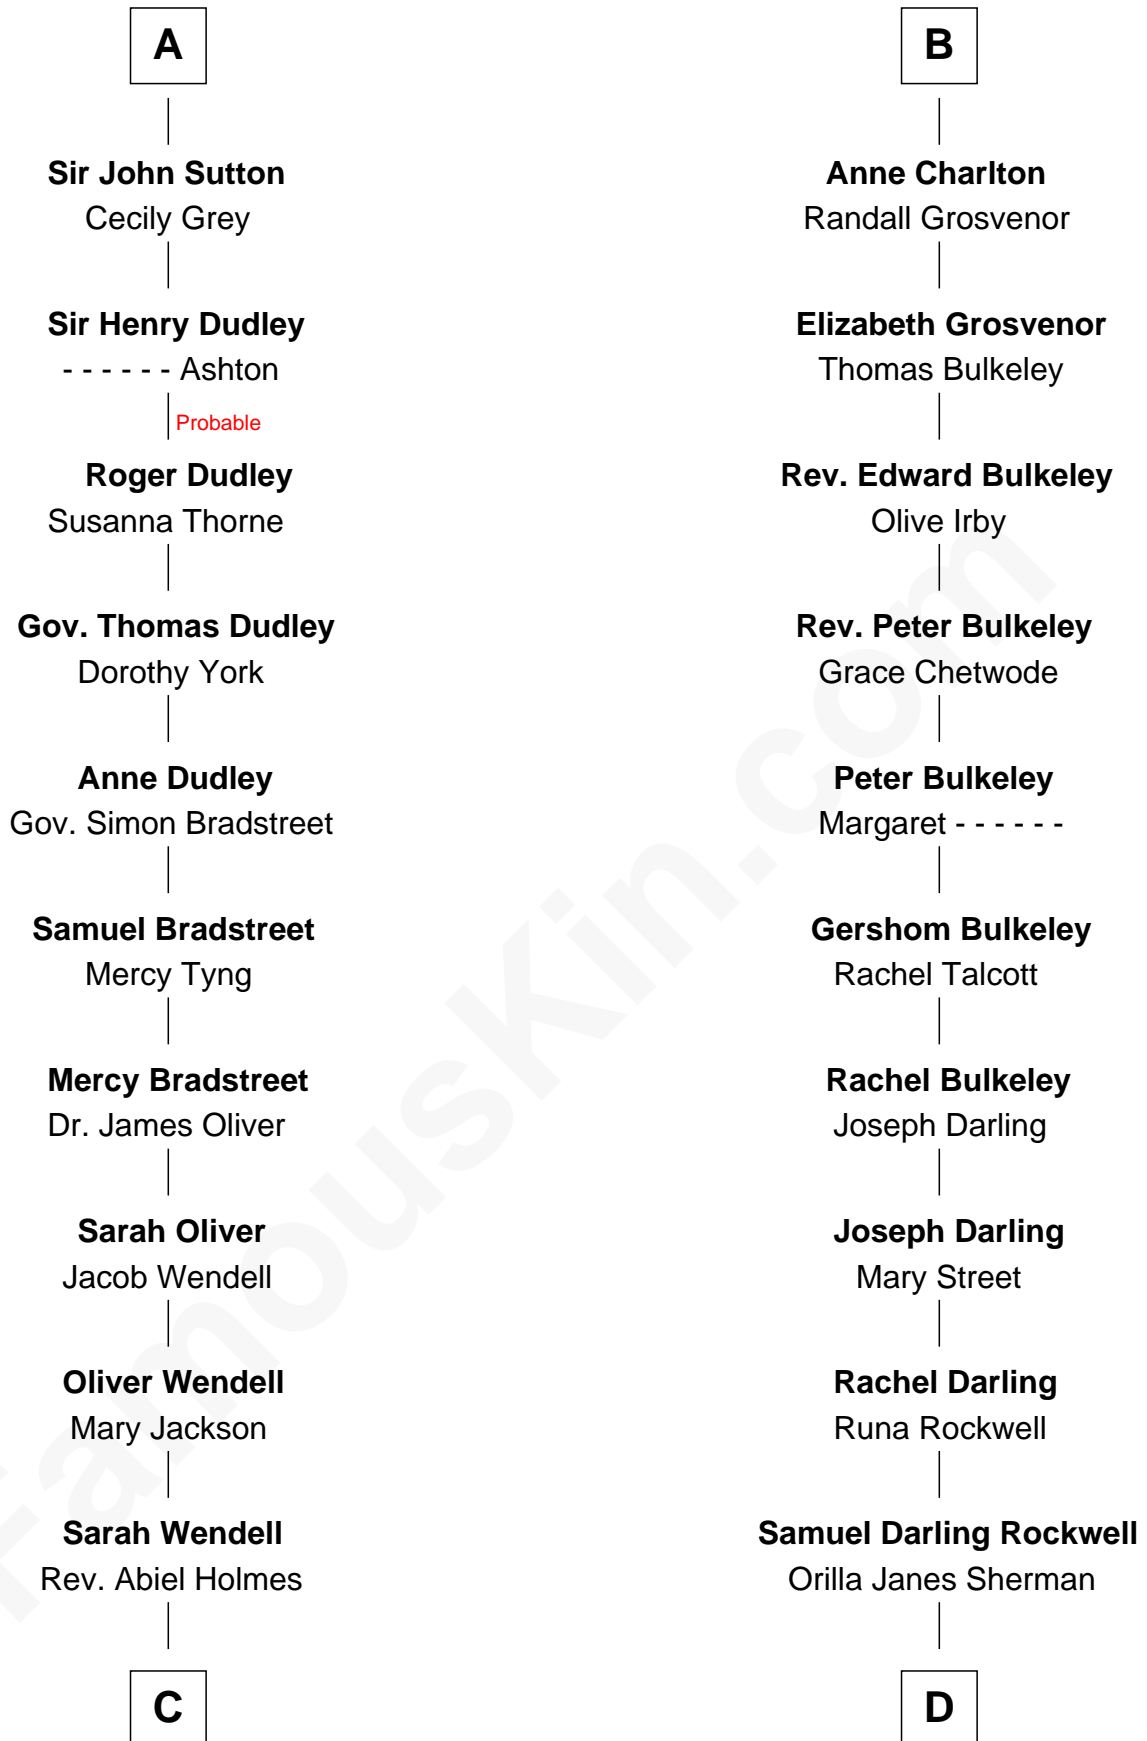 A
Sir John Sutton
Cecily Grey
Sir Henry Dudley
- - - - - - Ashton
Probable
Roger Dudley
Susanna Thorne
Gov. Thomas Dudley
Dorothy York
Anne Dudley
Gov. Simon Bradstreet
Samuel Bradstreet
Mercy Tyng
Mercy Bradstreet
Dr. James Oliver
Sarah Oliver
Jacob Wendell
Oliver Wendell
Mary Jackson
Sarah Wendell
Rev. Abiel Holmes
C
B
Anne Charlton
Randall Grosvenor
Elizabeth Grosvenor
Thomas Bulkeley
Rev. Edward Bulkeley
Olive Irby
Rev. Peter Bulkeley
Grace Chetwode
Peter Bulkeley
Margaret - - - - - -
Gershom Bulkeley
Rachel Talcott
Rachel Bulkeley
Joseph Darling
Joseph Darling
Mary Street
Rachel Darling
Runa Rockwell
Samuel Darling Rockwell
Orilla Janes Sherman
D
FamousKin.com